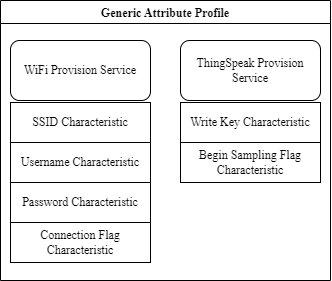 Generic Attribute Profile
WiFi Provision Service
SSID Characteristic
Username Characteristic
Password Characteristic
Connection Flag
Characteristic
ThingSpeak Provision
Service
Write Key Characteristic
Begin Sampling Flag
Characteristic